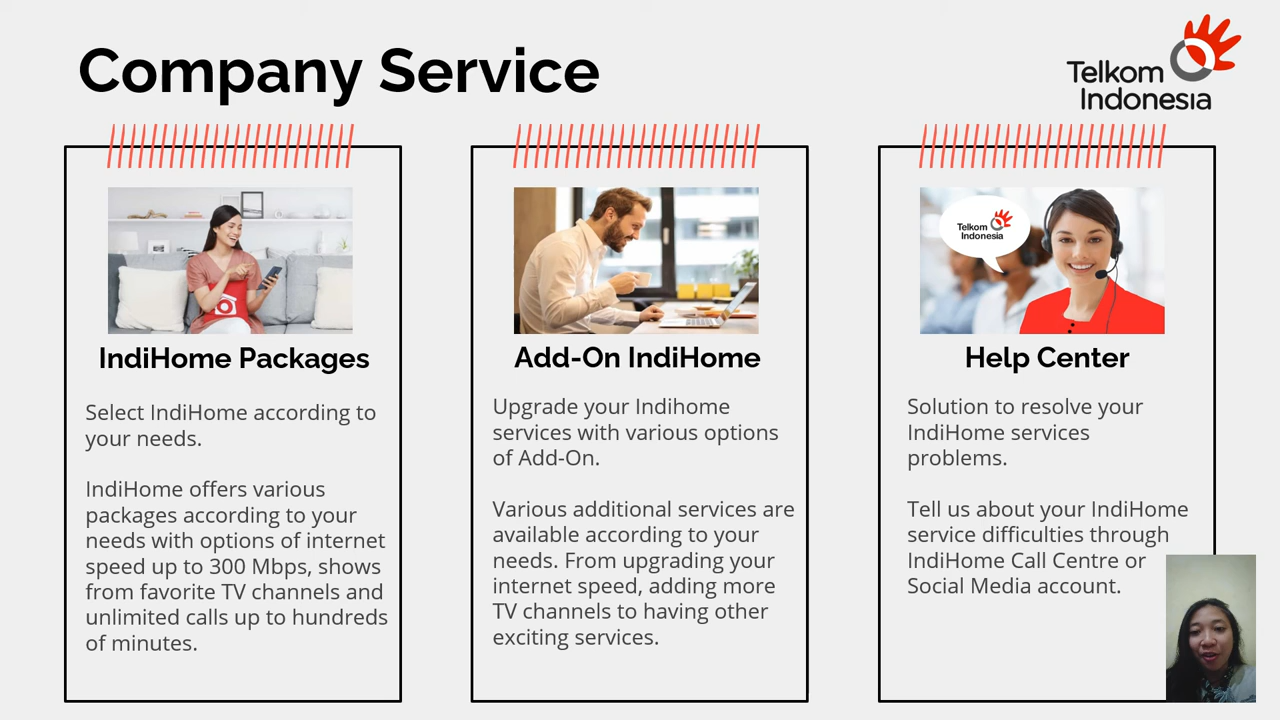 Company Service
Telkom
Indonesia
IndiHome Packages
Select IndiHome according to
your needs.
IndiHome offers various
packages according to your
needs with options of internet
speed up to 300 Mbps, shows
from favorite TV channels and
unlimited calls up to hundreds
of minutes.
Add-On IndiHome
Upgrade your Indihome
services with various options
of Add-On.
Various additional services are
available according to your
needs. From upgrading your
internet speed, adding more
TV channels to having other
exciting services.
Telkom
Indonesia
Help Center
Solution to resolve your
IndiHome services
problems.
Tell us about your IndiHome
service difficulties through
IndiHome Call Centre or
Social Media account.